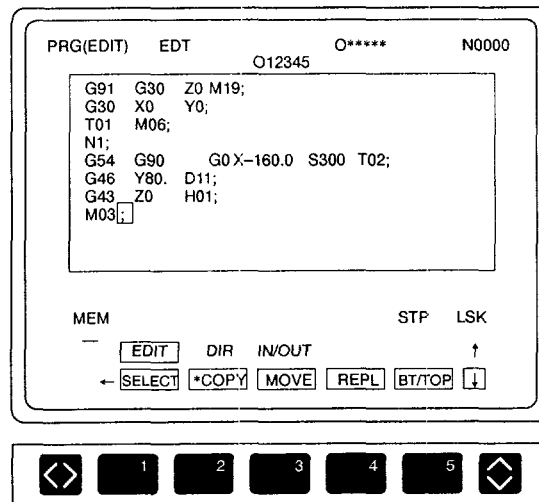 PRG(EDIT) EDT O***** N0000
O12345
G91 G30 Z0 M19;
G30 X0 Y0;
T01 M06;
N1;
G54 G90 G0 X-160.0 S300 T02;
G46 Y80. D11;
G43 Z0 H01;
M03;
MEM STP LSK
EDIT DIR IN/OUT ↑
← SELECT *COPY MOVE REPL BT/TOP ↓
1 2 3 4 5